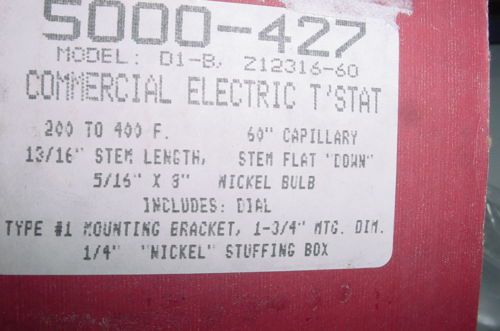 5000-427
MODEL: D1-B, Z12316-60
COMMERCIAL ELECTRIC T'STAT
200 TO 400 F. 60" CAPILLARY
13/16" STEM LENGTH, STEM FLAT "DOWN"
5/16" X 8" NICKEL BULB
INCLUDES: DIAL
TYPE #1 MOUNTING BRACKET, 1-3/4" MTG. DIM.
1/4" "NICKEL" STUFFING BOX